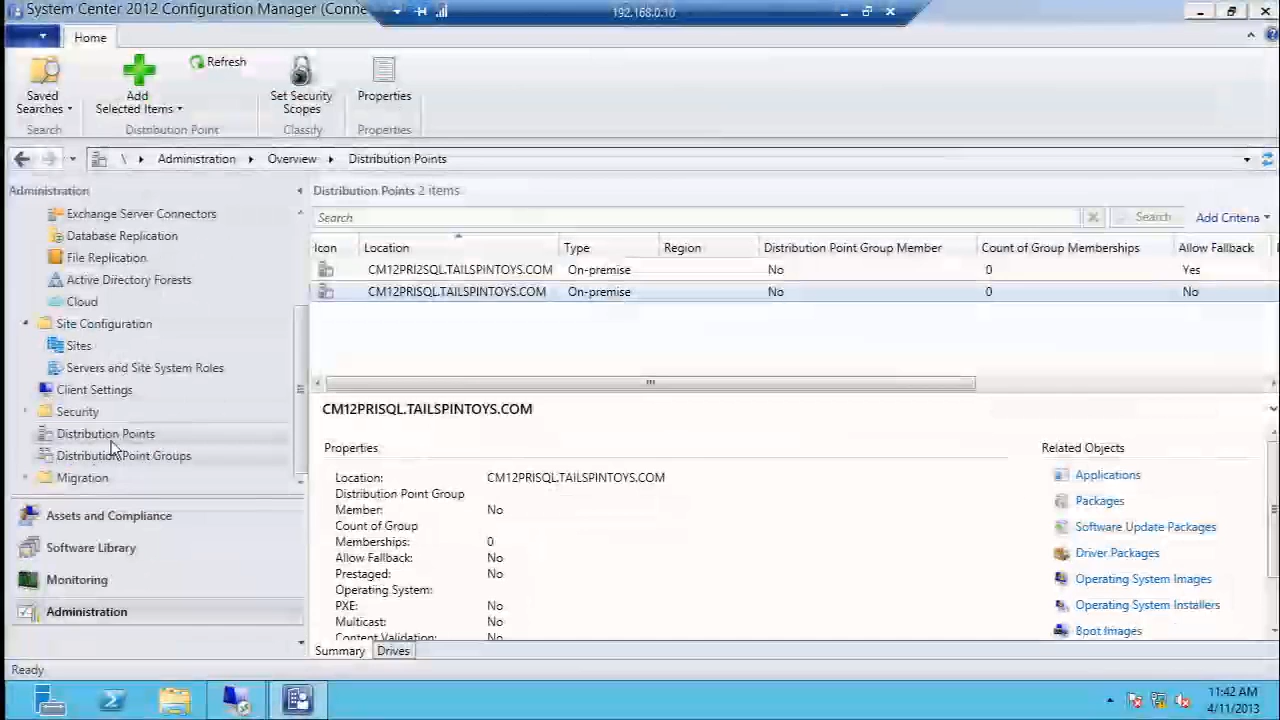 System Center 2012 Configuration Manager (Conne
192.168.0.10
Home
Saved
Searches
Search
Add
Selected Items
Refresh
Distribution Point
Set Security
Scopes
Classify
Properties
Properties
\ Administration Overview Distribution Points
Administration
Exchange Server Connectors
Database Replication
File Replication
Active Directory Forests
Cloud
Site Configuration
Sites
Servers and Site System Roles
Client Settings
Security
Distribution Points
Distribution Point Groups
Migration
Assets and Compliance
Software Library
Monitoring
Administration
Distribution Points 2 items
Search Search Add Criteria
Icon Location Type Region Distribution Point Group Member Count of Group Memberships Allow Fallback
CM12PRI2SQL.TAILSPINTOYS.COM On-premise No 0 Yes
CM12PRISQL.TAILSPINTOYS.COM On-premise No 0 No
CM12PRISQL.TAILSPINTOYS.COM
Properties
Location: CM12PRISQL.TAILSPINTOYS.COM
Distribution Point Group
Member: No
Count of Group
Memberships: 0
Allow Fallback: No
Prestaged: No
Operating System:
PXE: No
Multicast: No
Content Validation: No
Related Objects
Applications
Packages
Software Update Packages
Driver Packages
Operating System Images
Operating System Installers
Boot Images
Summary Drives
Ready
11:42 AM
4/11/2013